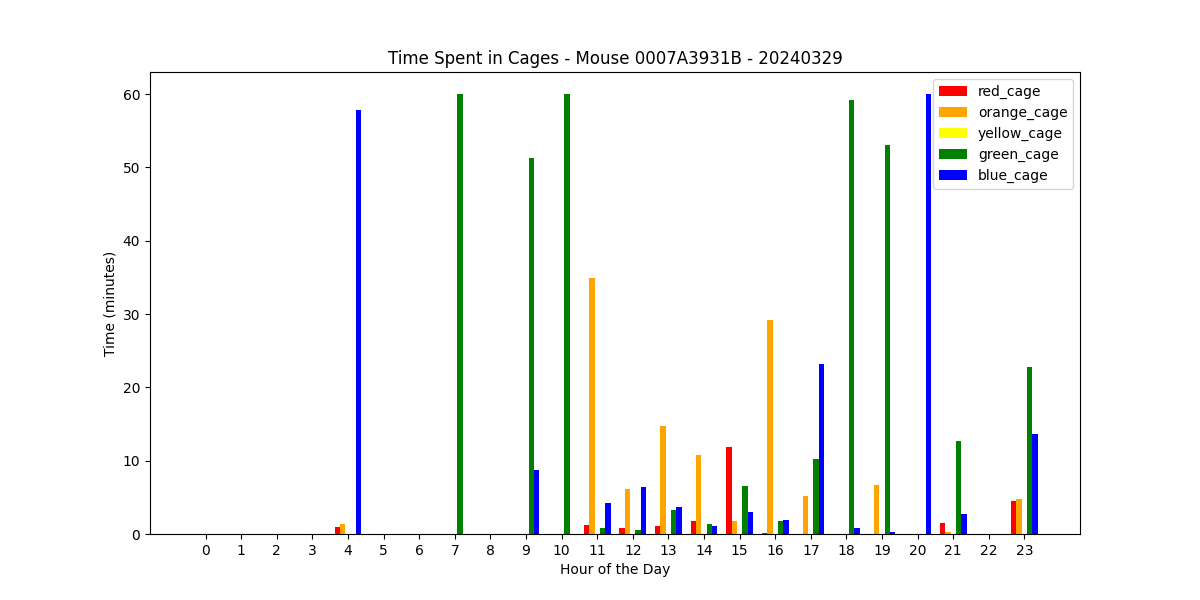 Time Spent in Cages - Mouse 0007A3931B - 20240329
red_cage
orange_cage
yellow_cage
green_cage
blue_cage
60
50
40
30
20
10
0
Time (minutes)
0 1 2 3 4 5 6 7 8 9 10 11 12 13 14 15 16 17 18 19 20 21 22 23
Hour of the Day